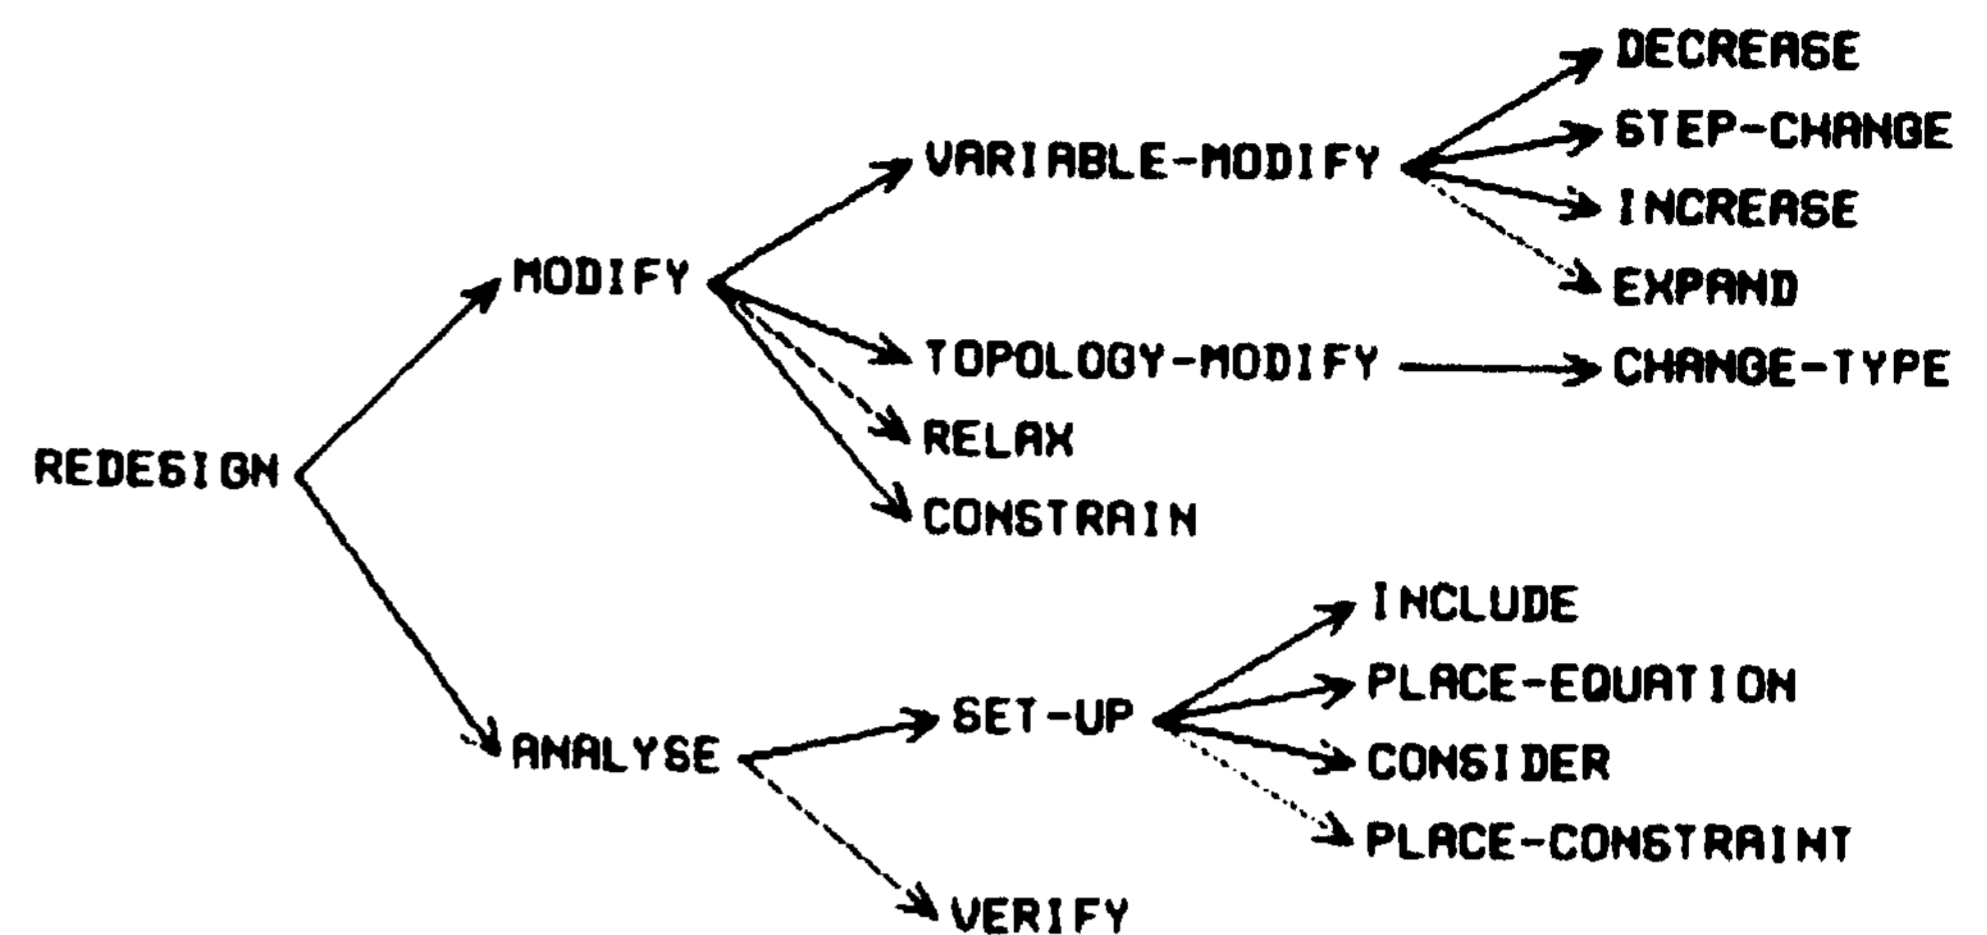 REDESIGN
MODIFY
VARIABLE-MODIFY
DECREASE
STEP-CHANGE
INCREASE
EXPAND
TOPOLOGY-MODIFY
CHANGE-TYPE
RELAX
CONSTRAIN
ANALYSE
SET-UP
INCLUDE
PLACE-EQUATION
CONSIDER
PLACE-CONSTRAINT
VERIFY